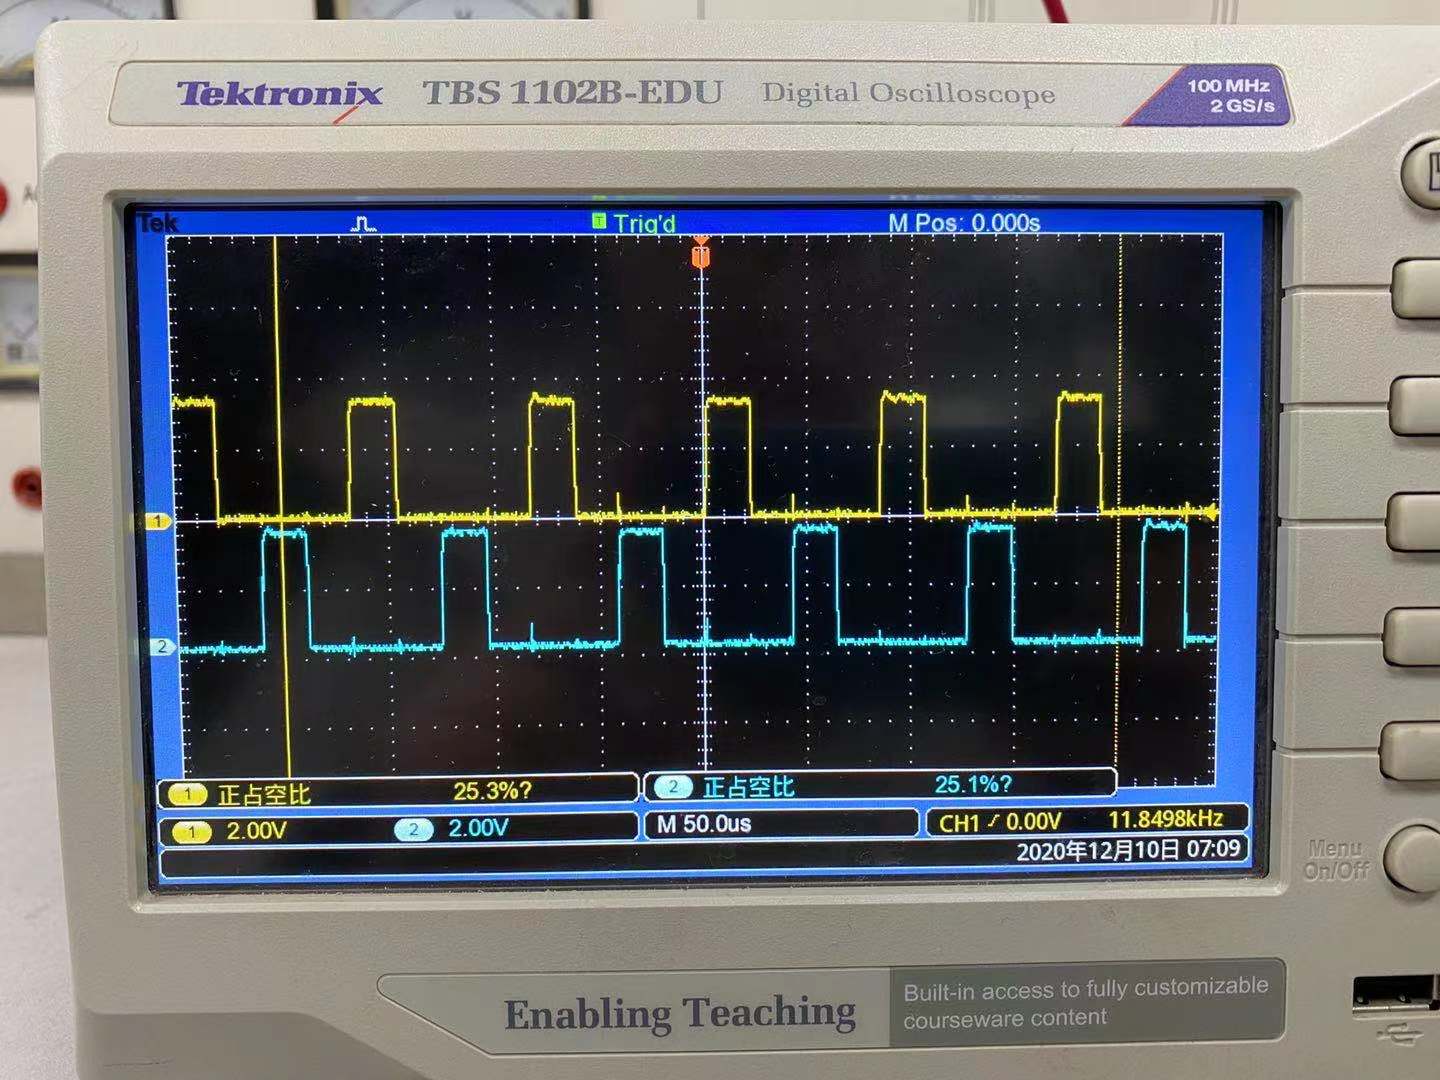 Tektronix TBS 1102B-EDU Digital Oscilloscope 100 MHz
2 GS/s
Tek T Trig'd M Pos: 0.000s
T
1
2
1 正占空比 25.3%? 2 正占空比 25.1%?
1 2.00V 2 2.00V M 50.0us CH1 0.00V 11.8498kHz
2020年12月10日 07:09
Menu
On/Off
Enabling Teaching
Built-in access to fully customizable
courseware content